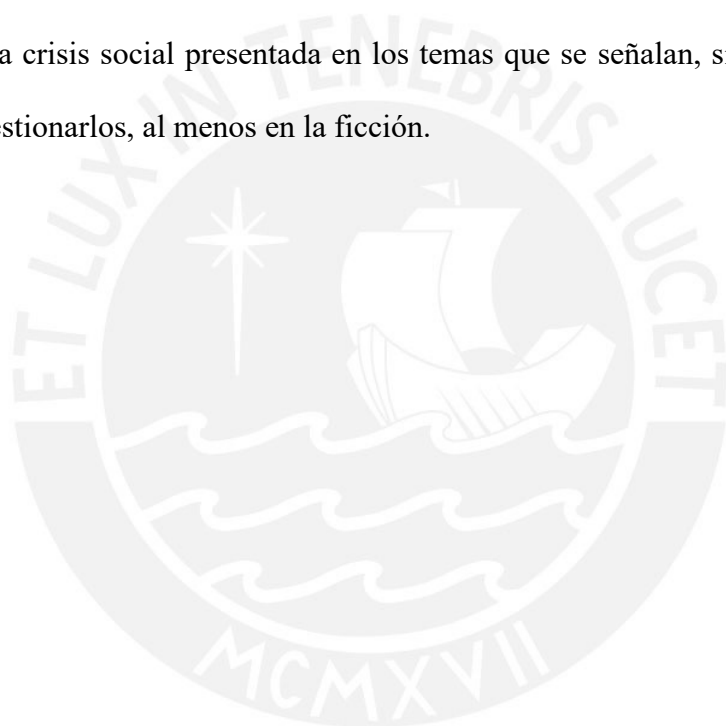 a crisis social presentada en los temas que se señalan, s
estionarlos, al menos en la ficción.
ET LUX IN TENEBRIS LUCET
MCMXVII